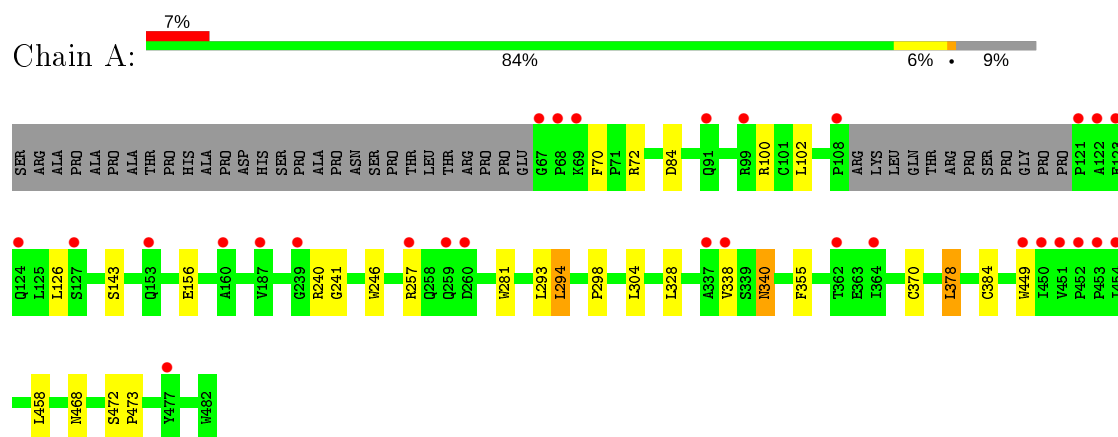 7%
Chain A:
84% 6% • 9%
SER ARG ALA PRO ALA PRO ALA THR PRO HIS ALA PRO ASP HIS SER PRO ALA PRO ASN SER PRO THR LEU THR ARG PRO PRO GLU G67 P68 K69 F70 P71 R72 D84 Q91 R99 R100 C101 L102 P108 ARG LYS LEU GLN THR ARG PRO SER PRO GLY PRO PRO P121 A122 E123
Q124 L125 L126 S127 S143 Q153 E156 A160 V187 G239 R240 G241 W246 R257 Q258 Q259 D260 W281 L293 L294 P298 L304 L328 A337 V338 S339 N340 F355 T362 E363 I364 C370 L378 C384 W449 I450 V451 P452 P453 I454
L458 N468 S472 P473 Y477 W482